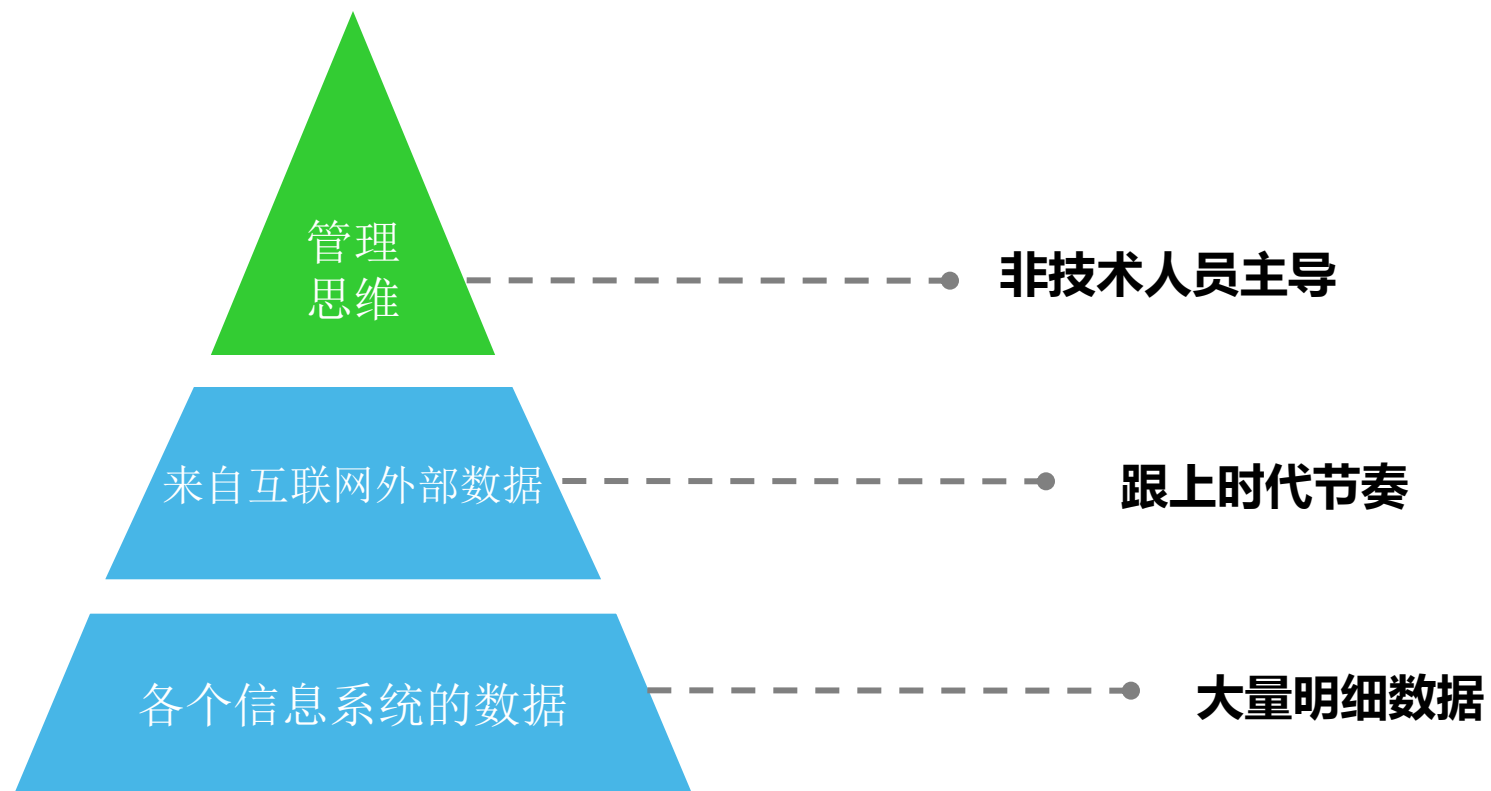 管理
思维
非技术人员主导
来自互联网外部数据
跟上时代节奏
各个信息系统的数据
大量明细数据